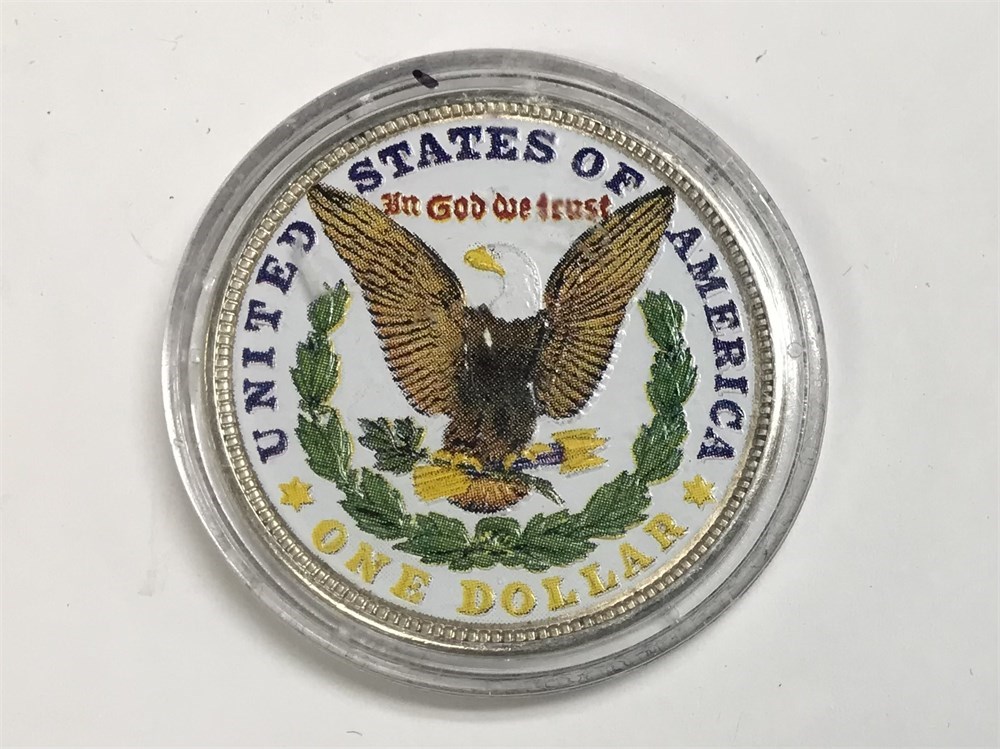 UNITED STATES OF AMERICA
In God we trust
ONE DOLLAR